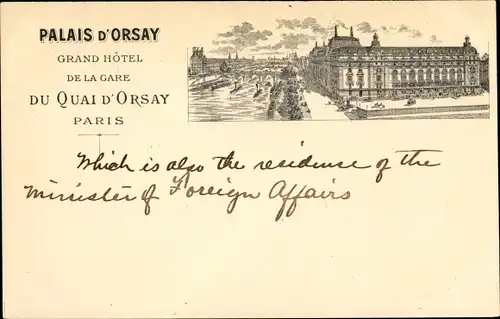 PALAIS D'ORSAY
GRAND HÔTEL
DE LA GARE
DU QUAI D'ORSAY
PARIS
Which is also the residense of the
Minister of Foreign Affairs